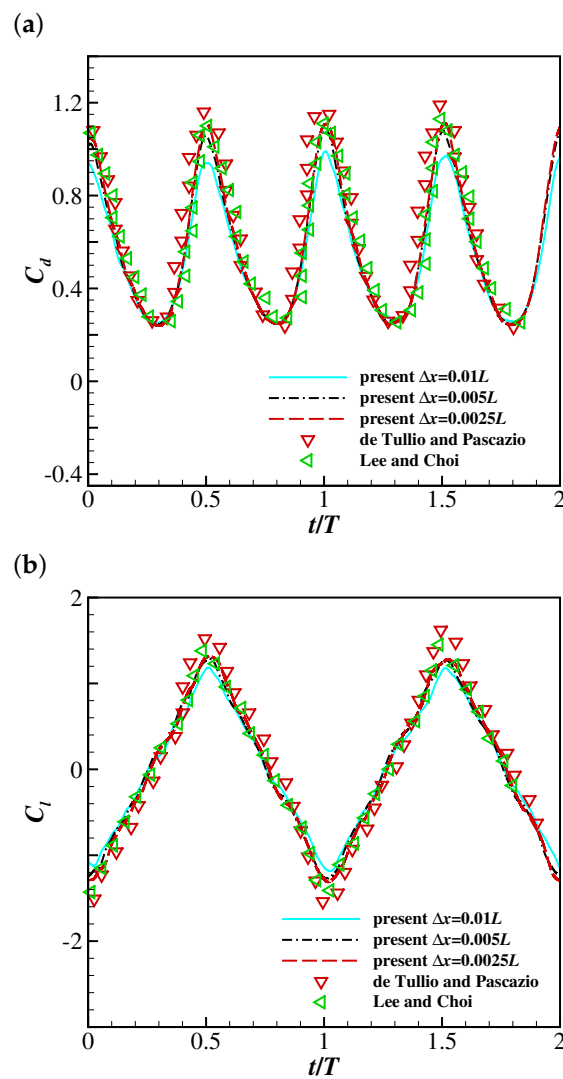 (a)
1.2
0.8
0.4
0
-0.4
C_d
present Δx=0.01L
present Δx=0.005L
present Δx=0.0025L
de Tullio and Pascazio
Lee and Choi
0 0.5 1 1.5 2
t/T
(b)
2
0
-2
C_l
present Δx=0.01L
present Δx=0.005L
present Δx=0.0025L
de Tullio and Pascazio
Lee and Choi
0 0.5 1 1.5 2
t/T